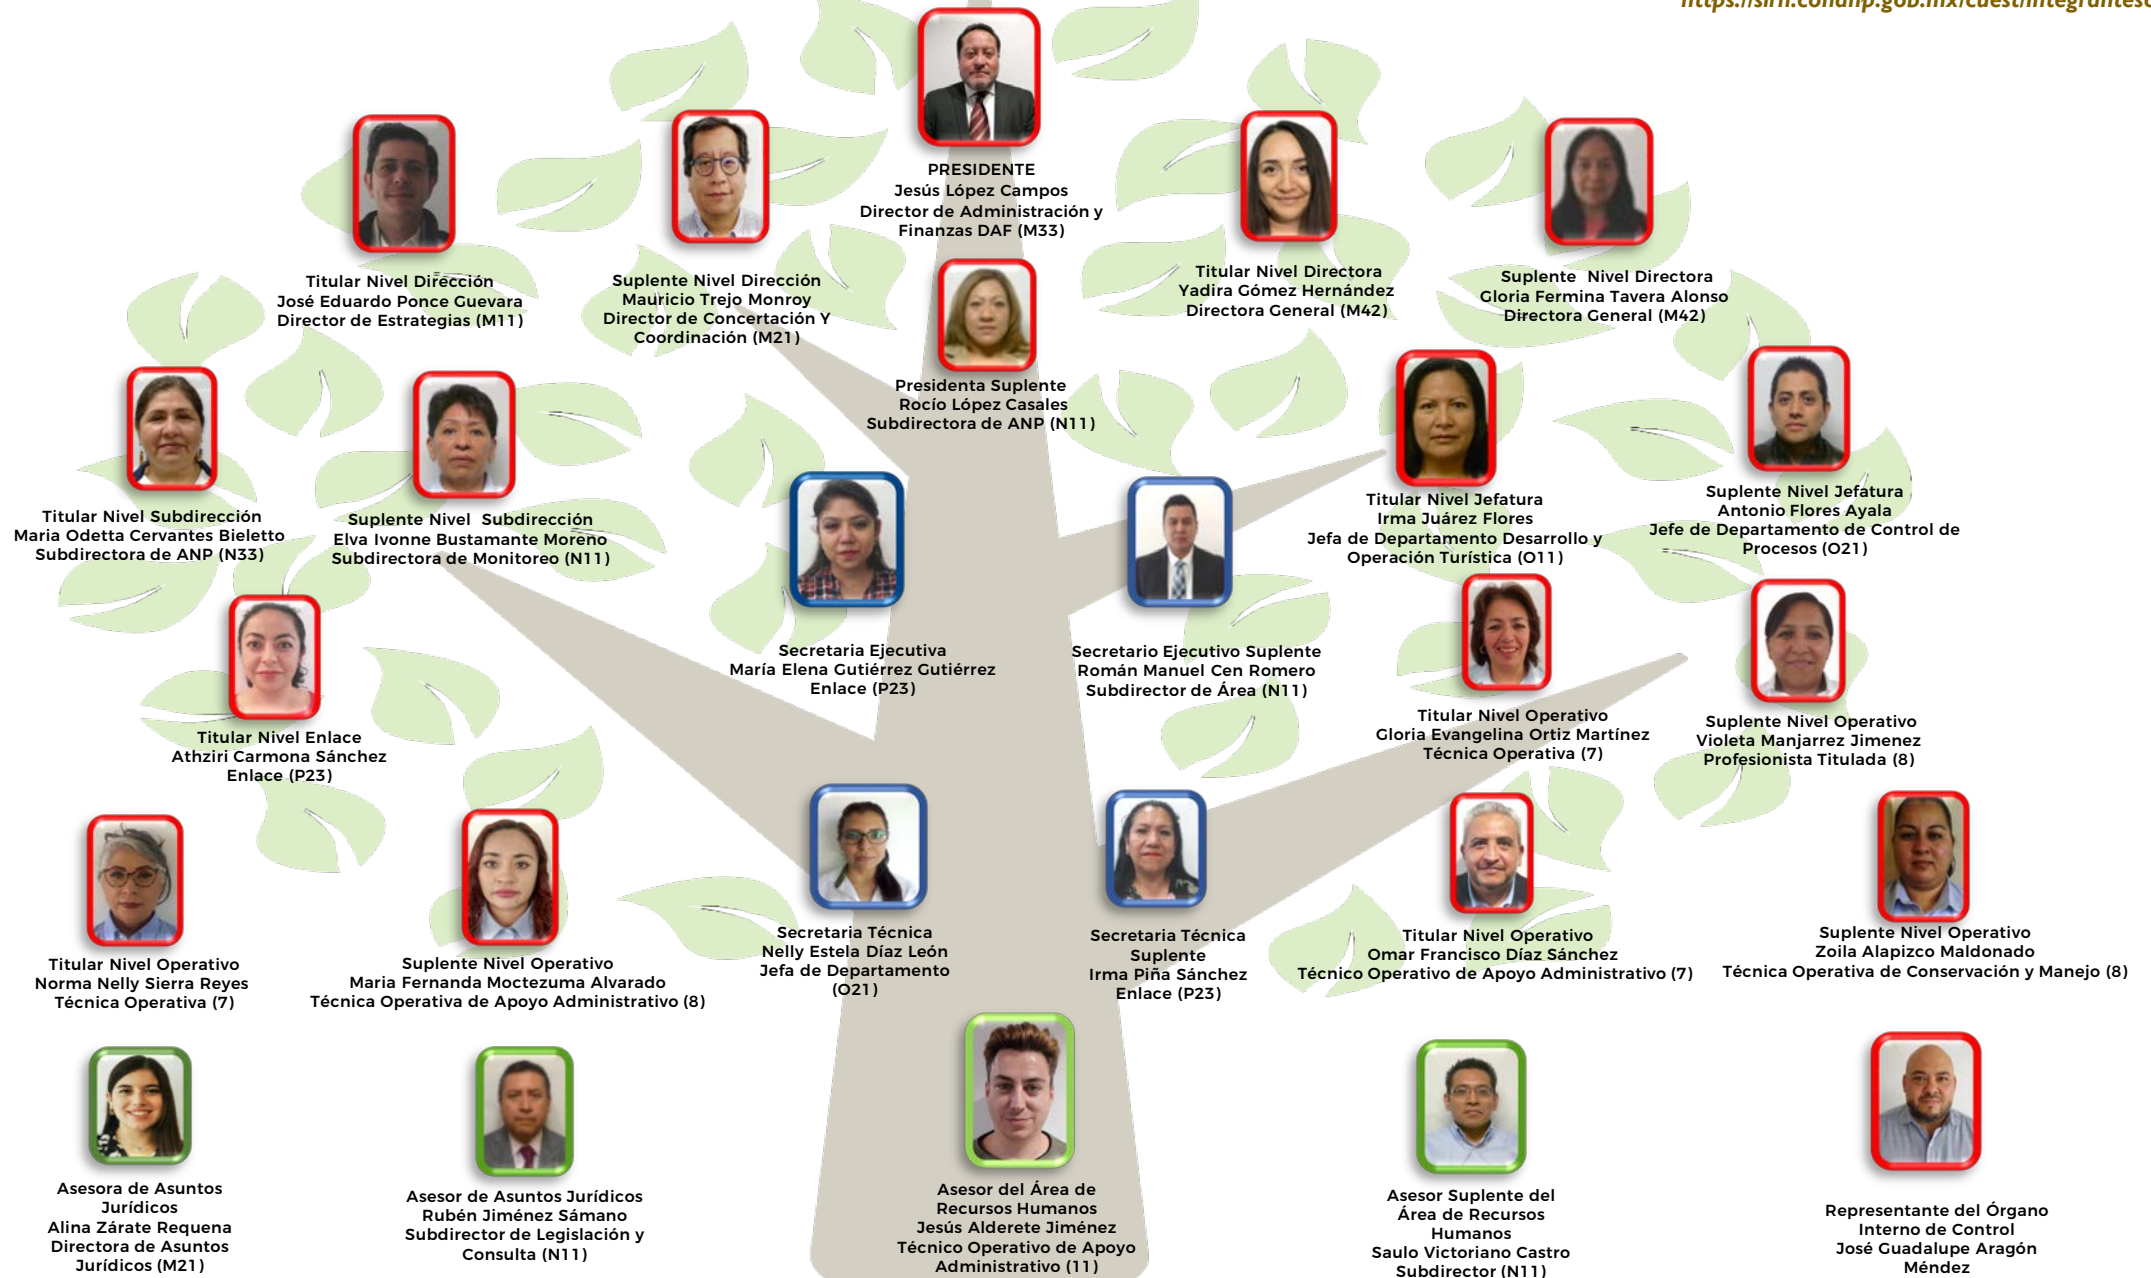 https://sirh.conanp.gob.mx/cuest/integrantesc
PRESIDENTE
Jesús López Campos
Director de Administración y
Finanzas DAF (M33)
Titular Nivel Dirección
José Eduardo Ponce Guevara
Director de Estrategias (M11)
Suplente Nivel Dirección
Mauricio Trejo Monroy
Director de Concertación Y
Coordinación (M21)
Titular Nivel Directora
Yadira Gómez Hernández
Directora General (M42)
Suplente Nivel Directora
Gloria Fermina Tavera Alonso
Directora General (M42)
Presidenta Suplente
Rocío López Casales
Subdirectora de ANP (N11)
Titular Nivel Subdirección
Maria Odetta Cervantes Bieletto
Subdirectora de ANP (N33)
Suplente Nivel Subdirección
Elva Ivonne Bustamante Moreno
Subdirectora de Monitoreo (N11)
Titular Nivel Jefatura
Irma Juárez Flores
Jefa de Departamento Desarrollo y
Operación Turística (O11)
Suplente Nivel Jefatura
Antonio Flores Ayala
Jefe de Departamento de Control de
Procesos (O21)
Secretaria Ejecutiva
María Elena Gutiérrez Gutiérrez
Enlace (P23)
Secretario Ejecutivo Suplente
Román Manuel Cen Romero
Subdirector de Área (N11)
Titular Nivel Enlace
Athziri Carmona Sánchez
Enlace (P23)
Titular Nivel Operativo
Gloria Evangelina Ortiz Martínez
Técnica Operativa (7)
Suplente Nivel Operativo
Violeta Manjarrez Jimenez
Profesionista Titulada (8)
Titular Nivel Operativo
Norma Nelly Sierra Reyes
Técnica Operativa (7)
Suplente Nivel Operativo
Maria Fernanda Moctezuma Alvarado
Técnica Operativa de Apoyo Administrativo (8)
Secretaria Técnica
Nelly Estela Díaz León
Jefa de Departamento
(O21)
Secretaria Técnica
Suplente
Irma Piña Sánchez
Enlace (P23)
Titular Nivel Operativo
Omar Francisco Díaz Sánchez
Técnico Operativo de Apoyo Administrativo (7)
Suplente Nivel Operativo
Zoila Alapizco Maldonado
Técnica Operativa de Conservación y Manejo (8)
Asesora de Asuntos
Jurídicos
Alina Zárate Requena
Directora de Asuntos
Jurídicos (M21)
Asesor de Asuntos Jurídicos
Rubén Jiménez Sámano
Subdirector de Legislación y
Consulta (N11)
Asesor del Área de
Recursos Humanos
Jesús Alderete Jiménez
Técnico Operativo de Apoyo
Administrativo (11)
Asesor Suplente del
Área de Recursos
Humanos
Saulo Victoriano Castro
Subdirector (N11)
Representante del Órgano
Interno de Control
José Guadalupe Aragón
Méndez